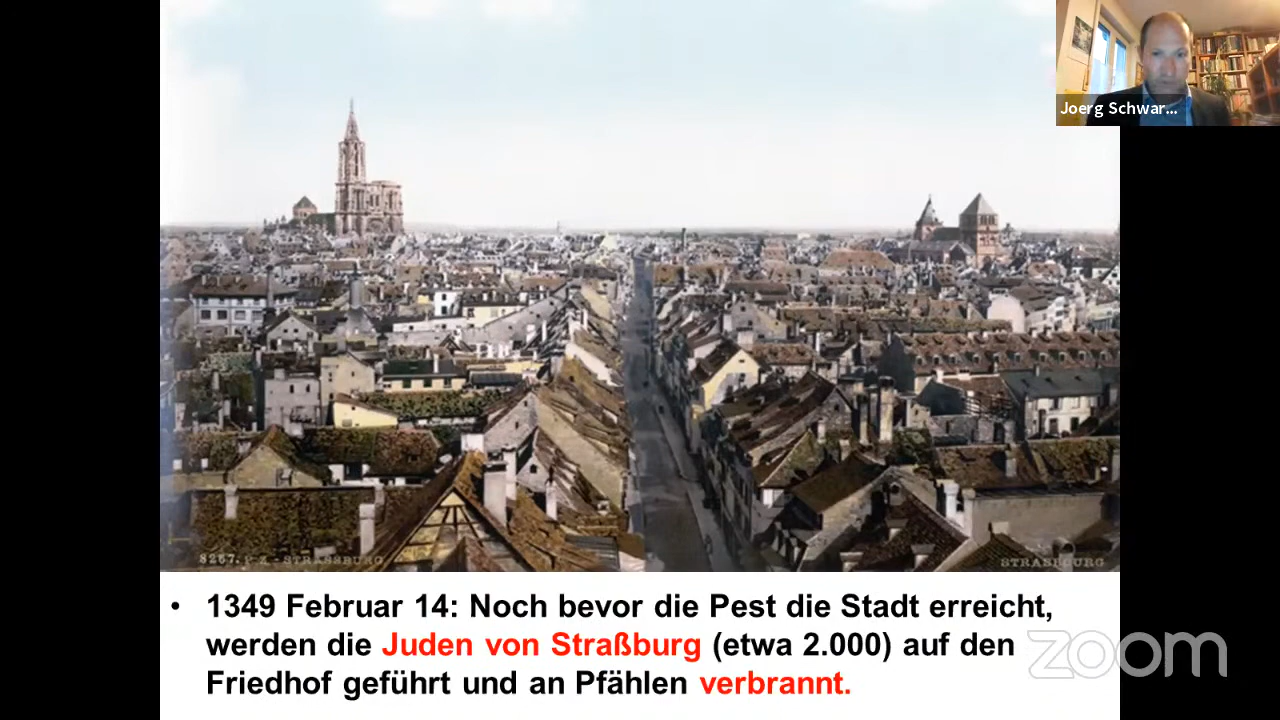 Joerg Schwar...
8267. P. Z - STRASSBURG
STRASBOURG
• 1349 Februar 14: Noch bevor die Pest die Stadt erreicht,
werden die Juden von Straßburg (etwa 2.000) auf den
Friedhof geführt und an Pfählen verbrannt.
zoom